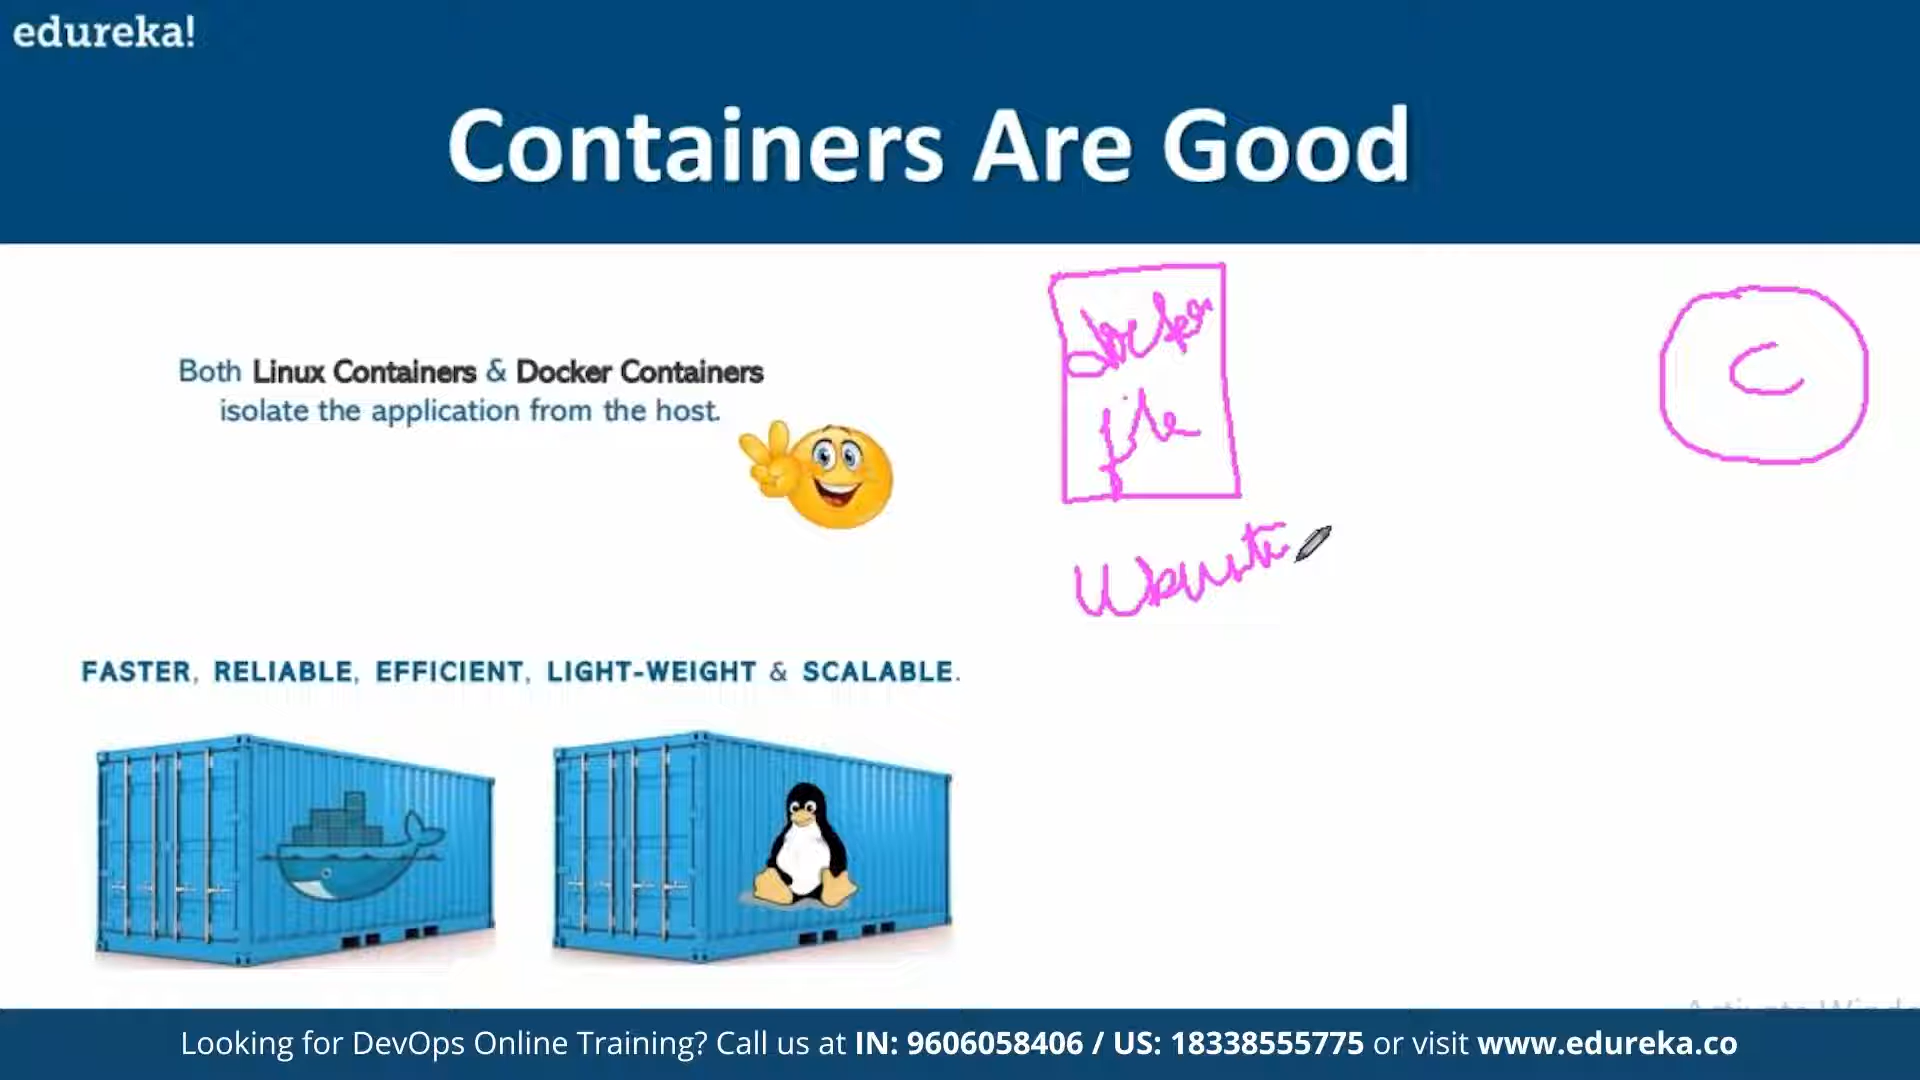 edureka!
Containers Are Good
Both Linux Containers & Docker Containers
isolate the application from the host.
docker
file
FASTER, RELIABLE, EFFICIENT, LIGHT-WEIGHT & SCALABLE.
C
Looking for DevOps Online Training? Call us at IN: 9606058406 / US: 18338555775 or visit www.edureka.co